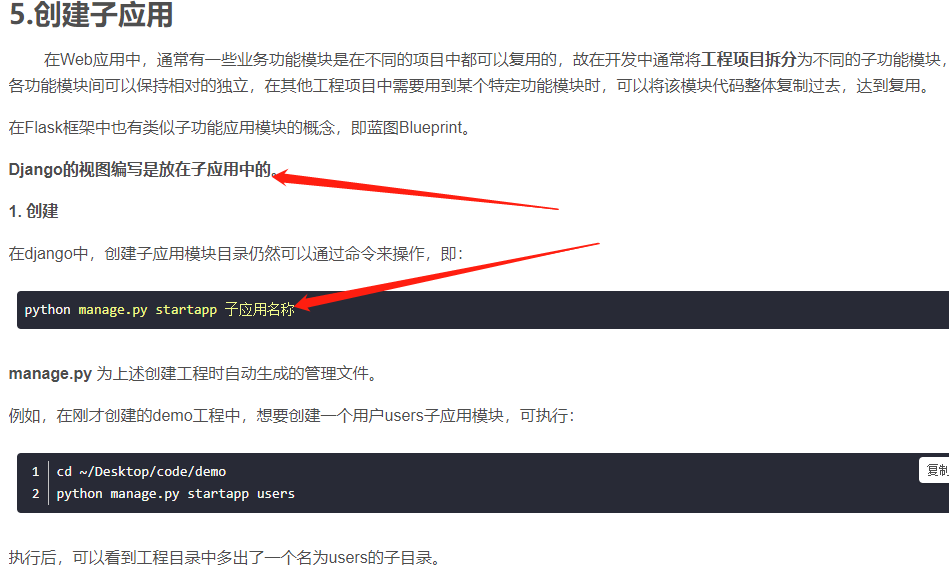 5.创建子应用
在Web应用中，通常有一些业务功能模块是在不同的项目中都可以复用的，故在开发中通常将工程项目拆分为不同的子功能模块，
各功能模块间可以保持相对的独立，在其他工程项目中需要用到某个特定功能模块时，可以将该模块代码整体复制过去，达到复用。
在Flask框架中也有类似子功能应用模块的概念，即蓝图Blueprint。
Django的视图编写是放在子应用中的。
1. 创建
在django中，创建子应用模块目录仍然可以通过命令来操作，即：
python manage.py startapp 子应用名称
manage.py 为上述创建工程时自动生成的管理文件。
例如，在刚才创建的demo工程中，想要创建一个用户users子应用模块，可执行：
1 cd ~/Desktop/code/demo
复制
2 python manage.py startapp users
执行后，可以看到工程目录中多出了一个名为users的子目录。